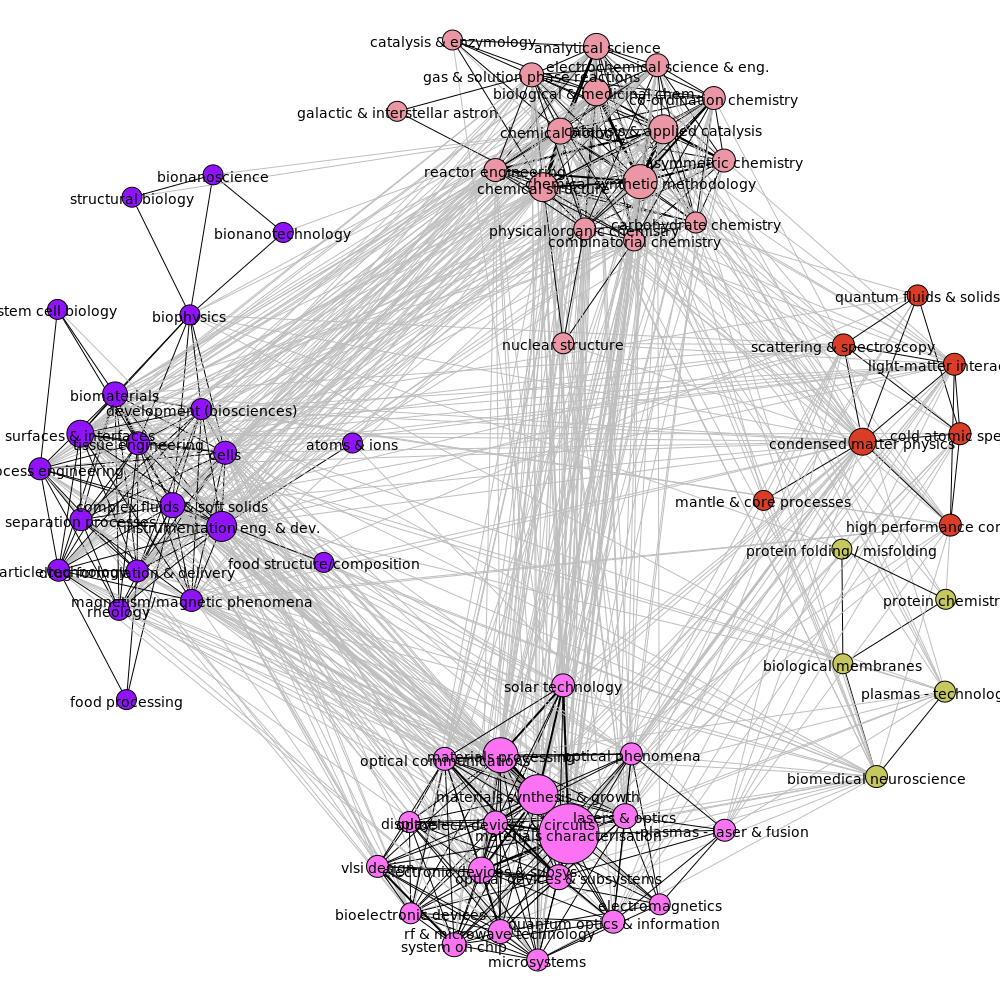 catalysis & enzymology
analytical science
electrochemical science & eng.
gas & solution phase reactions
biological & medicinal chem.
co-ordination chemistry
galactic & interstellar astron.
chemical biology
catalysis & applied catalysis
asymmetric chemistry
reactor engineering
chemical structure
chemical synthetic methodology
physical organic chemistry
carbohydrate chemistry
combinatorial chemistry
bionanoscience
structural biology
bionanotechnology
stem cell biology
biophysics
nuclear structure
quantum fluids & solids
scattering & spectroscopy
light-matter interac
biomaterials
development (biosciences)
surfaces & interfaces
tissue engineering
cells
atoms & ions
condensed matter physics
cold atomic spe
ocess engineering
complex fluids & soft solids
separation processes
instrumentation eng. & dev.
mantle & core processes
high performance cor
food structure/composition
protein folding / misfolding
article technology
drug formulation & delivery
magnetism/magnetic phenomena
rheology
protein chemistr
biological membranes
food processing
solar technology
plasmas - technolog
optical communications
materials processing
optical phenomena
biomedical neuroscience
materials synthesis & growth
displays
optoelect. devices & circuits
lasers & optics
materials characterisation
plasmas - laser & fusion
vlsi design
electronic devices & subsys.
optical devices & subsystems
electromagnetics
bioelectronic devices
quantum optics & information
rf & microwave technology
system on chip
microsystems